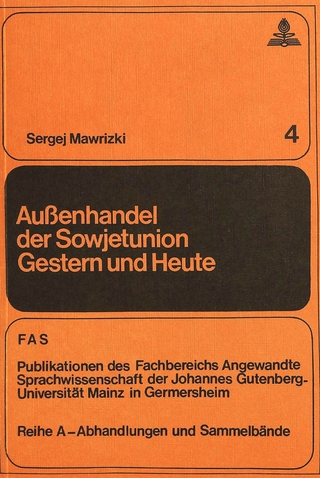 Sergej Mawrizki
4
Außenhandel
der Sowjetunion
Gestern und Heute
FAS
Publikationen des Fachbereichs Angewandte
Sprachwissenschaft der Johannes Gutenberg-
Universität Mainz in Germersheim
Reihe A-Abhandlungen und Sammelbände